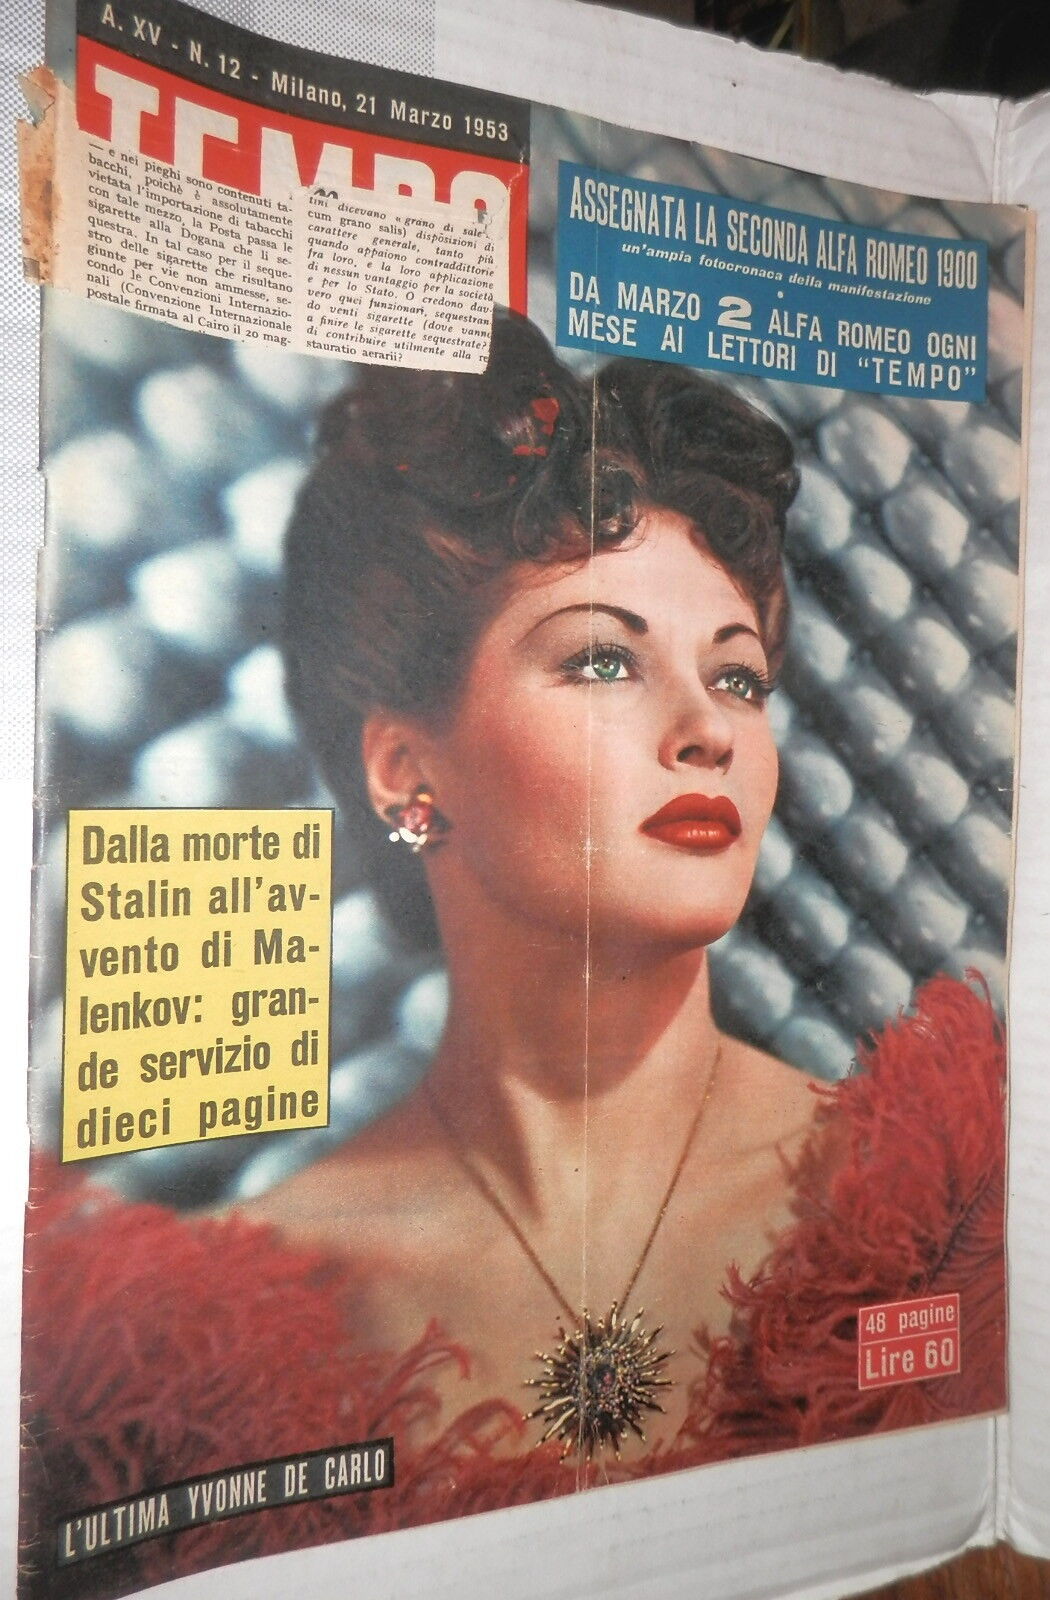 A. XV - N. 12 - Milano, 21 Marzo 1953
TEMPO
— e nei pieghi sono contenuti ta-
bacchi, poichè è assolutamente
vietata l'importazione di tabacchi
con tale mezzo, la Posta passa le
sigarette alla Dogana che li se-
questra. In tal caso per il seque-
stro delle sigarette che risultano
giunte per vie non ammesse, se-
condo le Convenzioni Internazio-
nali (Convenzione Internazionale
postale firmata al Cairo il 20 mag-
tini dicevano « grano di sale
cum grano salis) disposizioni di
carattere generale, tanto più
quando appaiono contraddittorie
fra loro, e la loro applicazione
di nessun vantaggio per la società
e per lo Stato. O credono dav-
vero quei funzionari, sequestran
do venti sigarette (dove vanno
a finire le sigarette sequestrate?
di contribuire utilmente alla re
stauratio aerarii?
ASSEGNATA LA SECONDA ALFA ROMEO 1900
un'ampia fotocronaca della manifestazione
DA MARZO 2 ALFA ROMEO OGNI
MESE AI LETTORI DI “TEMPO”
Dalla morte di
Stalin all'av-
vento di Ma-
lenkov: gran-
de servizio di
dieci pagine
48 pagine
Lire 60
L'ULTIMA YVONNE DE CARLO